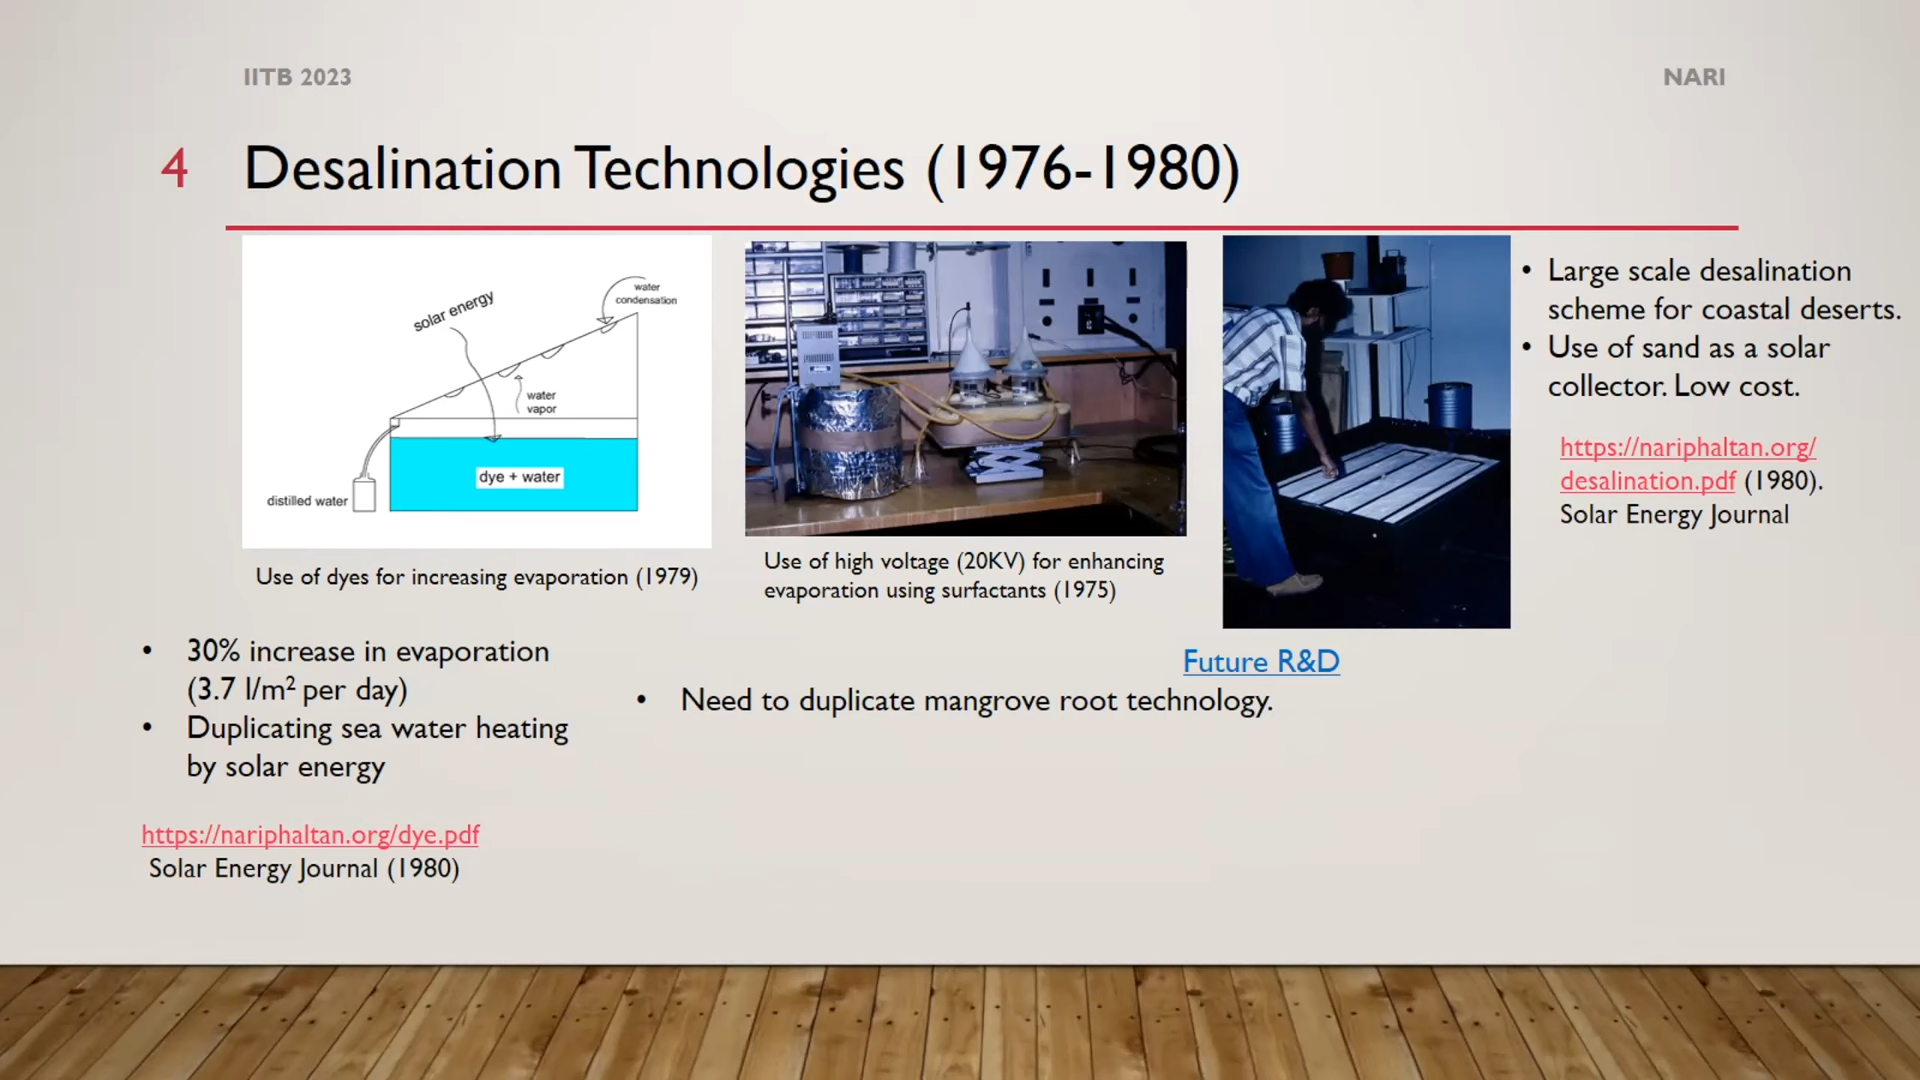 IITB 2023
NARI
4
Desalination Technologies (1976-1980)
solar energy
water
condensation
water
vapor
dye + water
distilled water
Use of dyes for increasing evaporation (1979)
Use of high voltage (20KV) for enhancing
evaporation using surfactants (1975)
• Large scale desalination
scheme for coastal deserts.
• Use of sand as a solar
collector. Low cost.
https://nariphaltan.org/
desalination.pdf (1980).
Solar Energy Journal
• 30% increase in evaporation
(3.7 l/m² per day)
• Duplicating sea water heating
by solar energy
https://nariphaltan.org/dye.pdf
Solar Energy Journal (1980)
Future R&D
• Need to duplicate mangrove root technology.